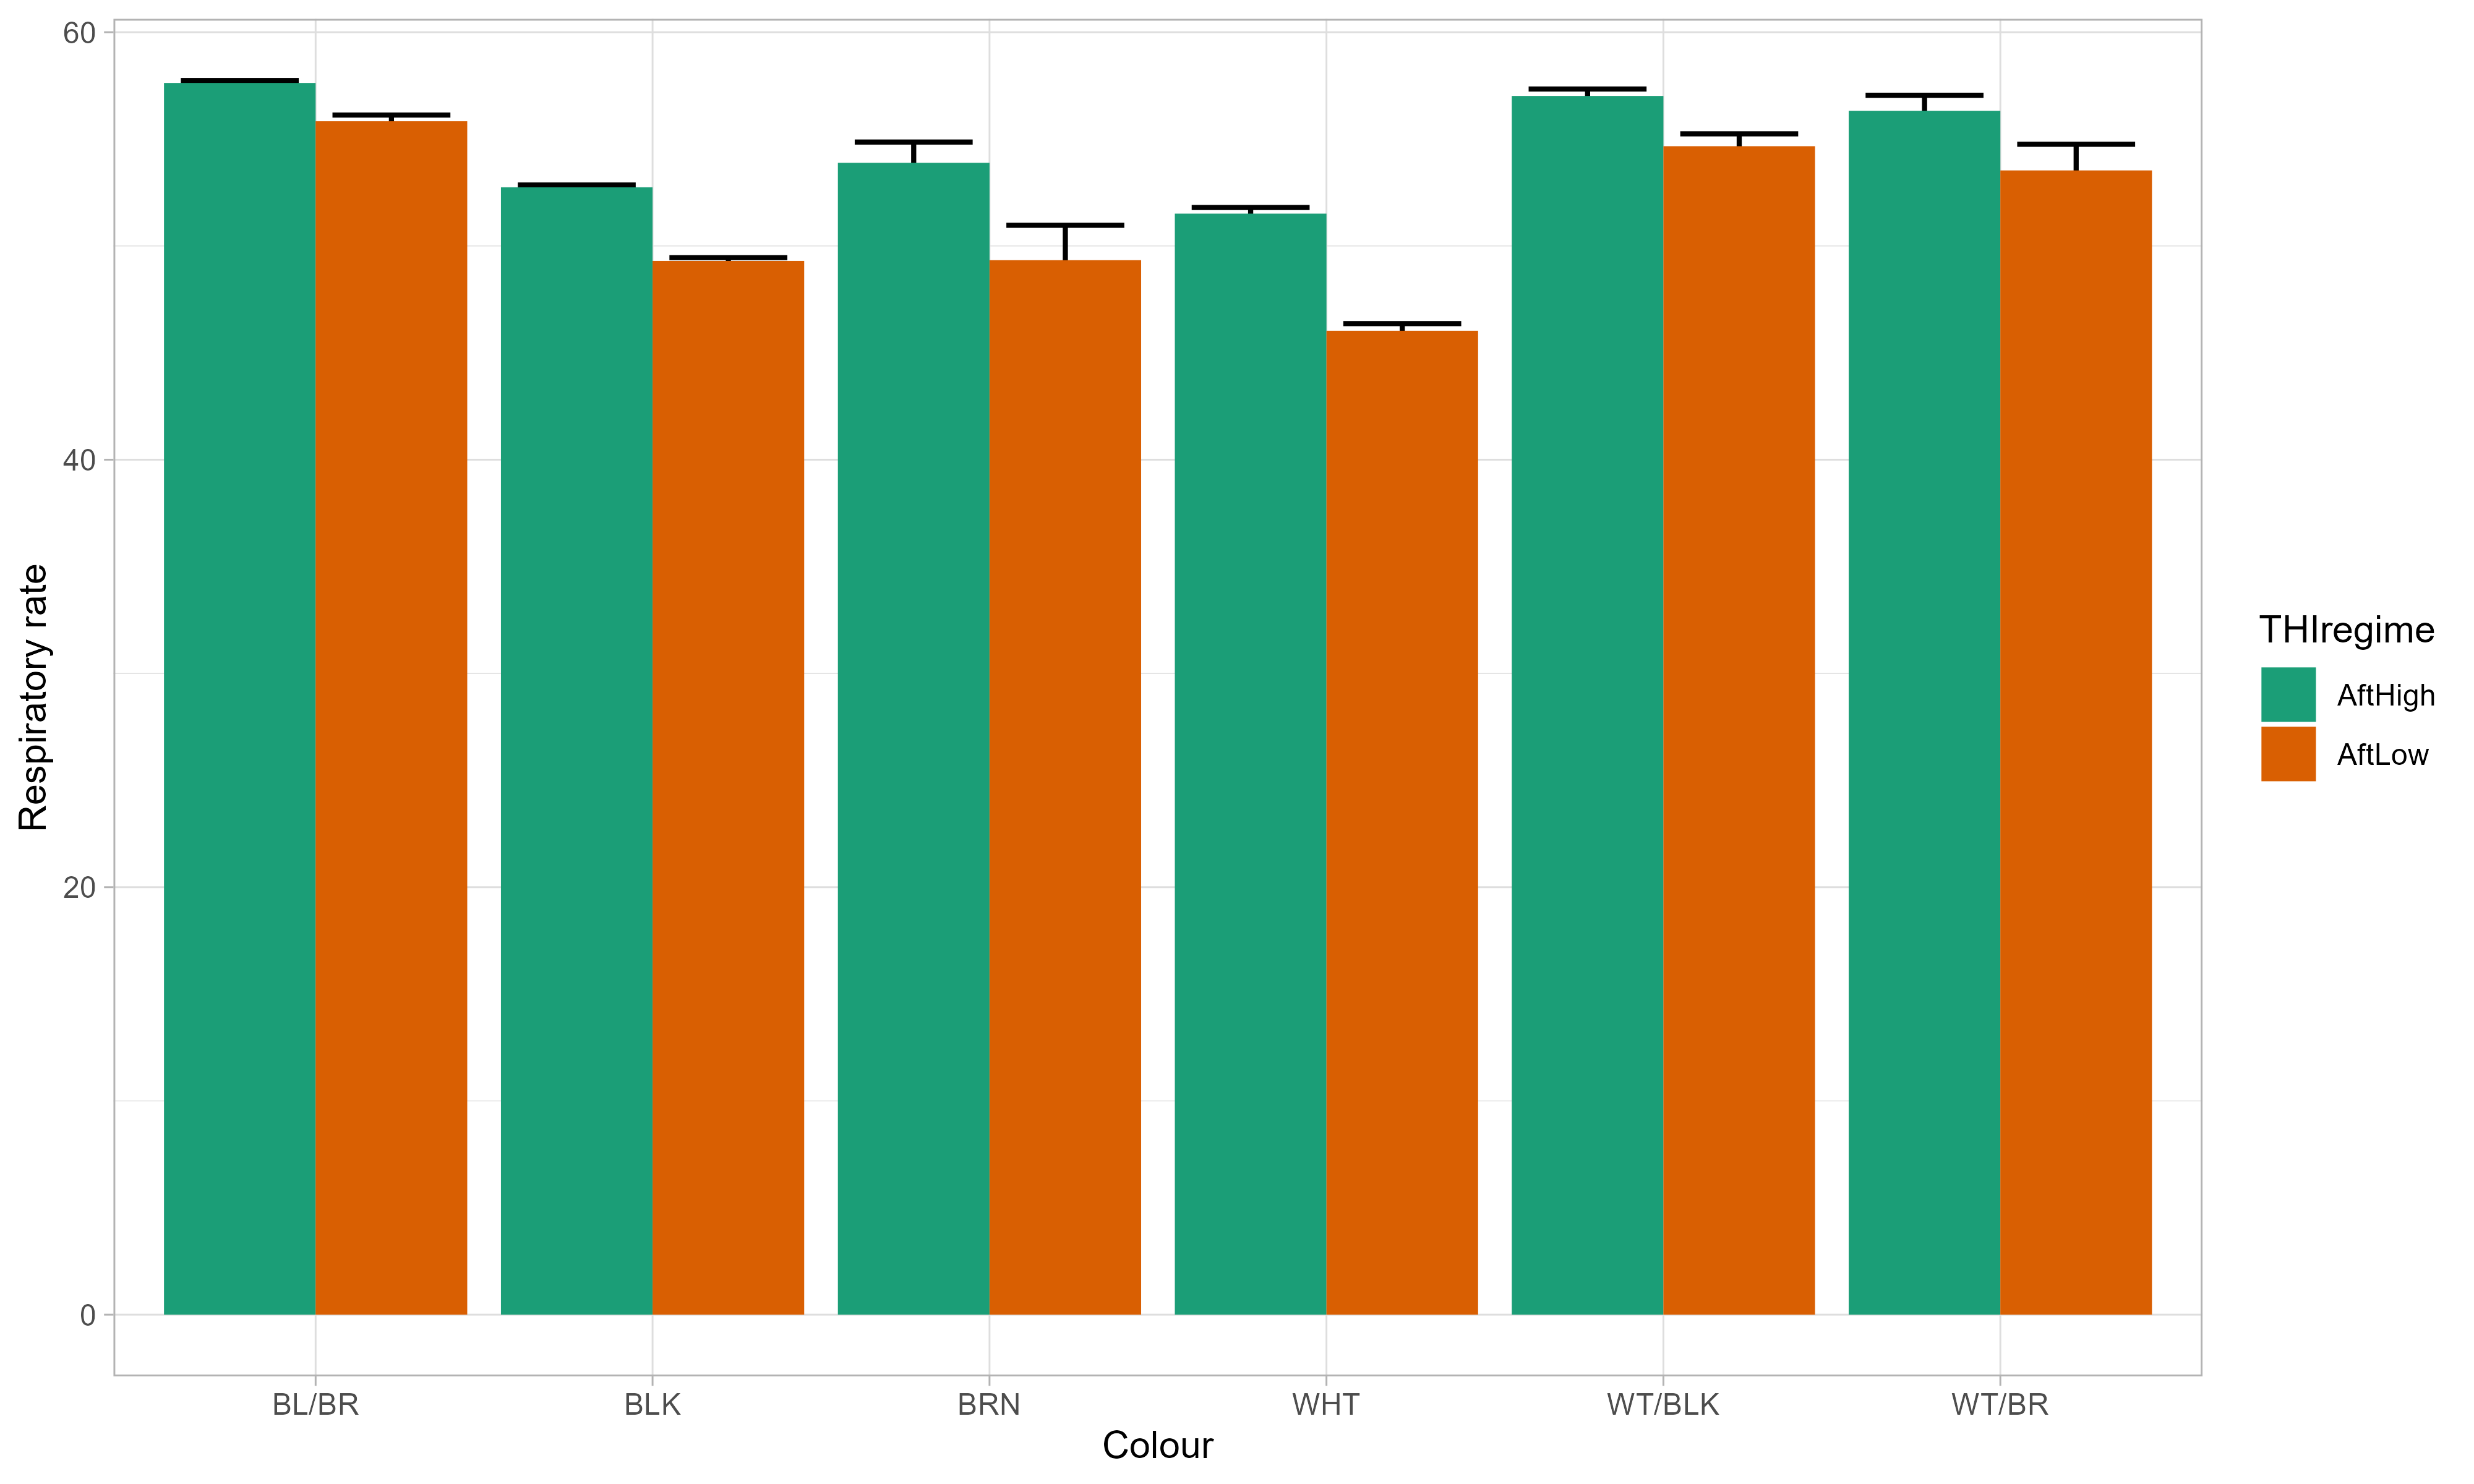 60
40
20
0
Respiratory rate
BL/BR
BLK
BRN
WHT
WT/BLK
WT/BR
Colour
THIregime
AftHigh
AftLow